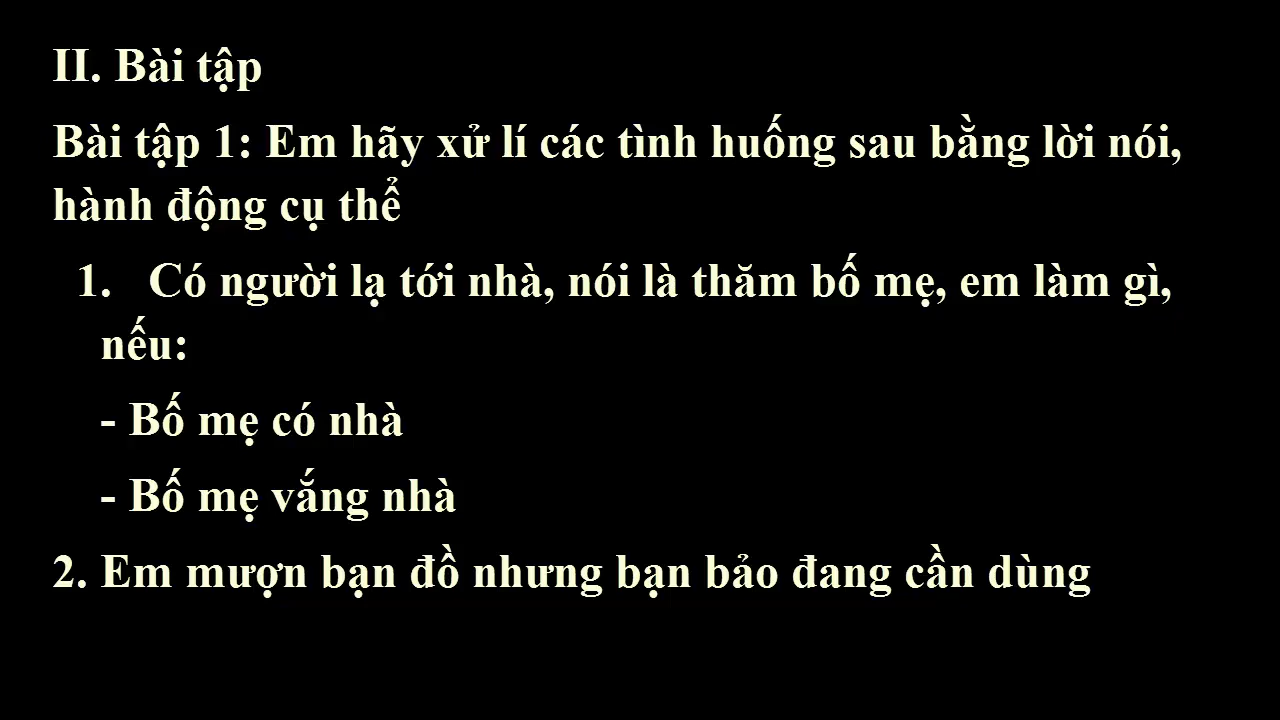 II. Bài tập
Bài tập 1: Em hãy xử lí các tình huống sau bằng lời nói,
hành động cụ thể
1. Có người lạ tới nhà, nói là thăm bố mẹ, em làm gì,
nếu:
- Bố mẹ có nhà
- Bố mẹ vắng nhà
2. Em mượn bạn đồ nhưng bạn bảo đang cần dùng